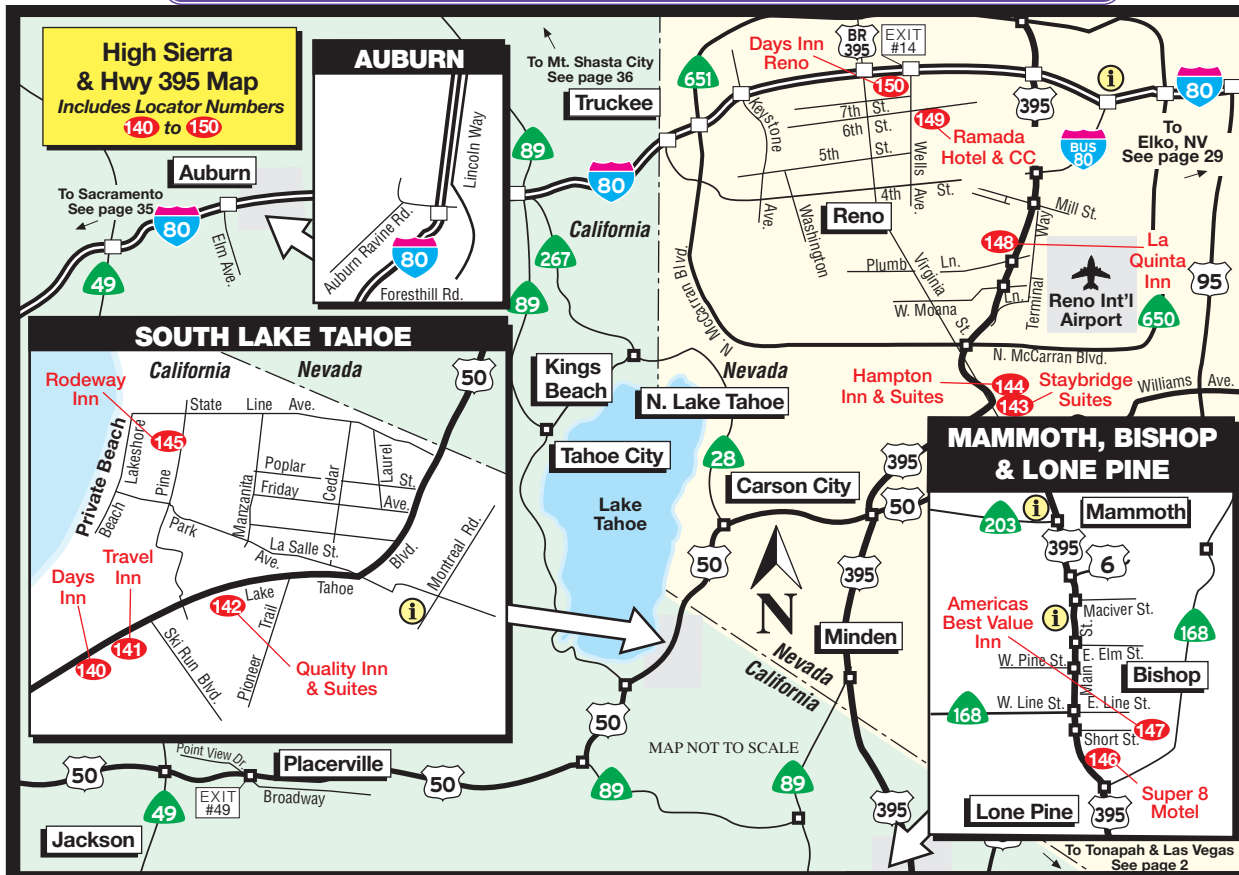 High Sierra
& Hwy 395 Map
Includes Locator Numbers
140 to 150
AUBURN
Lincoln Way
Auburn Ravine Rd.
80
Foresthill Rd.
To Mt. Shasta City
See page 36
Truckee
89
80
California
267
89
Auburn
To Sacramento
See page 35
80
49
Elm Ave.
651
Days Inn
Reno
150
BR
395
EXIT
#14
395
i
80
To
Elko, NV
See page 29
BUS
80
149
Ramada
Hotel & CC
Keystone
Ave.
7th St.
6th St.
5th St.
4th St.
Wells
Ave.
Washington
Reno
Virginia
St.
Mill St.
Terminal
Way
148
La
Quinta
Inn
Plumb Ln.
W. Moana Ln.
Reno Int'l
Airport
650
95
N. McCarran Blvd.
N. McCarran Blvd.
Nevada
Hampton
Inn & Suites
144
143
Staybridge
Suites
Williams Ave.
SOUTH LAKE TAHOE
California
Nevada
50
Rodeway
Inn
145
State Line Ave.
Private Beach
Lakeshore
Beach
Pine
Park
Ave.
Manzanita
Poplar
St.
Friday
Ave.
Cedar
Laurel
La Salle St.
Lake
Tahoe
Blvd.
Montreal Rd.
i
Travel
Inn
141
Days
Inn
140
142
Quality Inn
& Suites
Ski Run Blvd.
Pioneer
Trail
Kings
Beach
N. Lake Tahoe
Tahoe City
Lake
Tahoe
28
Carson City
395
50
50
395
N
Minden
Nevada
California
50
MAP NOT TO SCALE
89
89
395
MAMMOTH, BISHOP
& LONE PINE
203
i
Mammoth
395
6
Americas
Best Value
Inn
i
Maciver St.
Main
St.
E. Elm St.
W. Pine St.
168
Bishop
W. Line St.
E. Line St.
168
147
Short St.
146
Super 8
Motel
Lone Pine
395
To Tonapah & Las Vegas
See page 2
50
Point View Dr.
Placerville
50
EXIT
#49
Broadway
49
Jackson